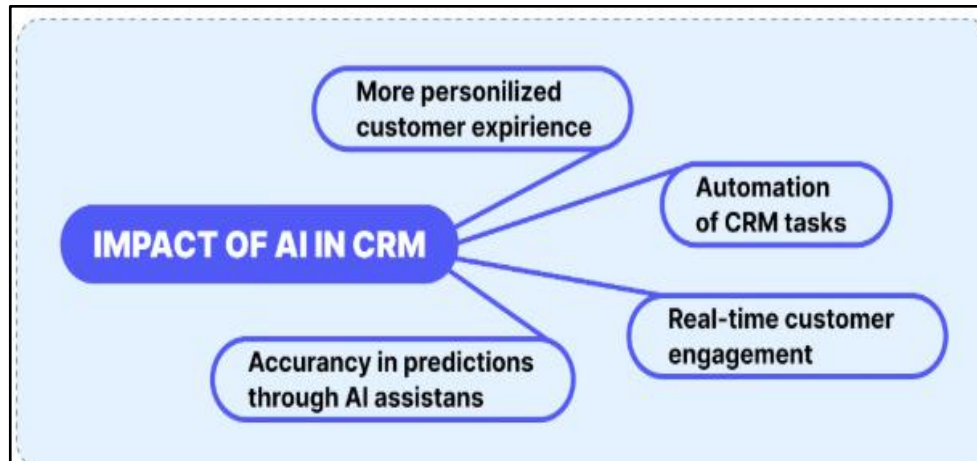 More personilized
customer expirience
Automation
of CRM tasks
IMPACT OF AI IN CRM
Real-time customer
engagement
Accurancy in predictions
through AI assistans